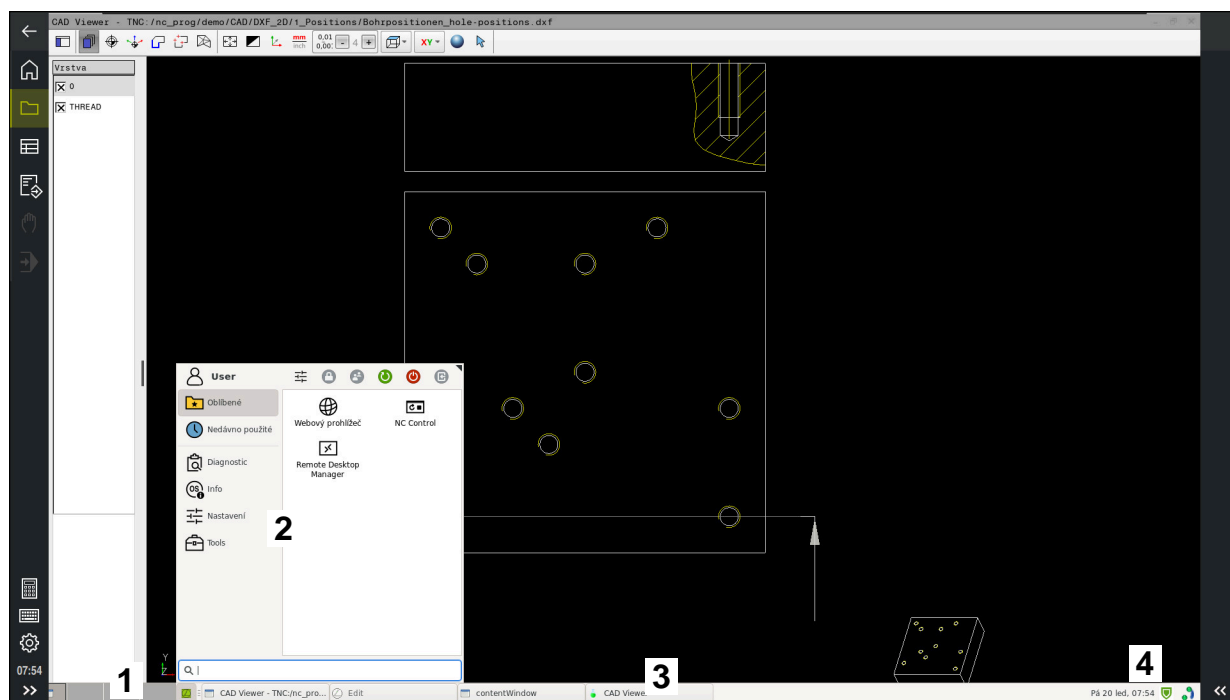 CAD Viewer - TNC:/nc_prog/demo/CAD/DXF_2D/1_Positions/Bohrpositionen_hole-positions.dxf
mm
inch
0,01
4
XY
Vrstva
0
THREAD
User
Oblíbené
Nedávno použité
Diagnostic
OS
Info
Nastavení
Tools
Webový prohlížeč
NC Control
Remote Desktop
Manager
2
Y
Z
07:54
1
3
4
CAD Viewer - TNC:/nc_pro...
Edit
contentWindow
CAD Viewe
Pá 20 led, 07:54